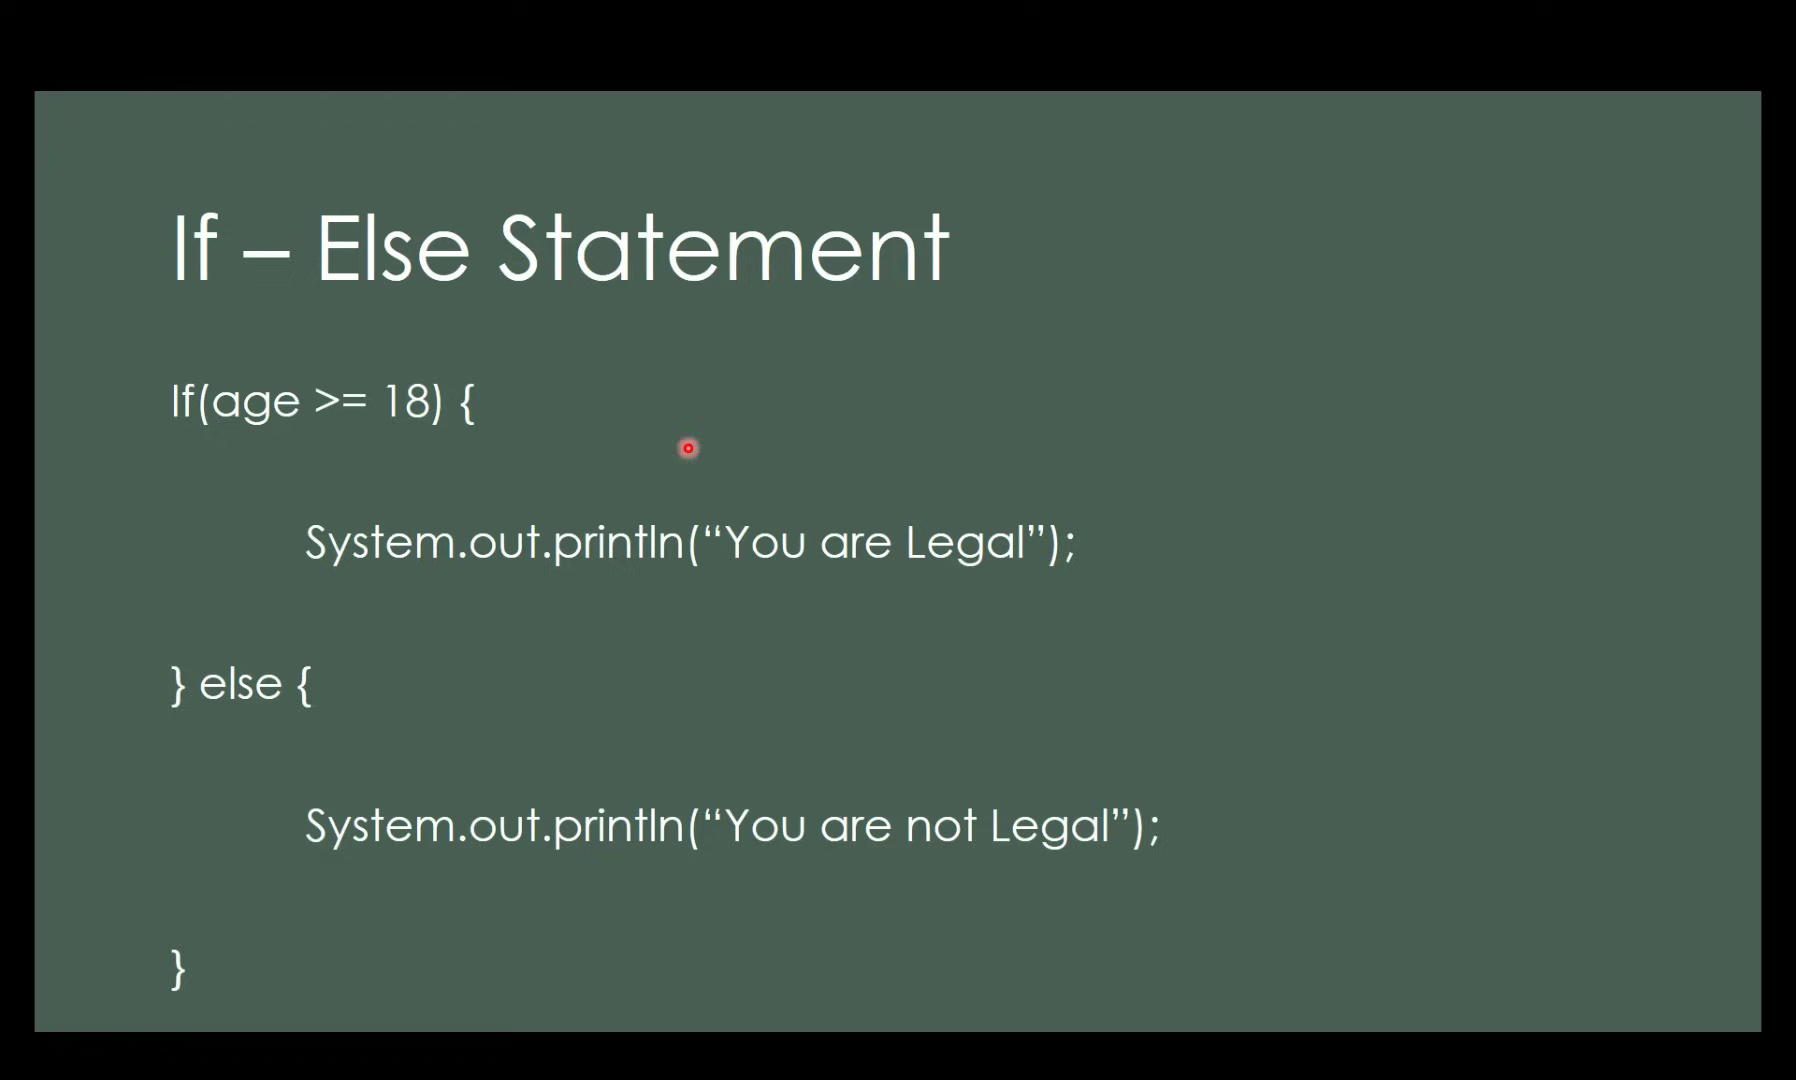 If – Else Statement
If(age >= 18) {
System.out.println(“You are Legal”);
} else {
System.out.println(“You are not Legal”);
}